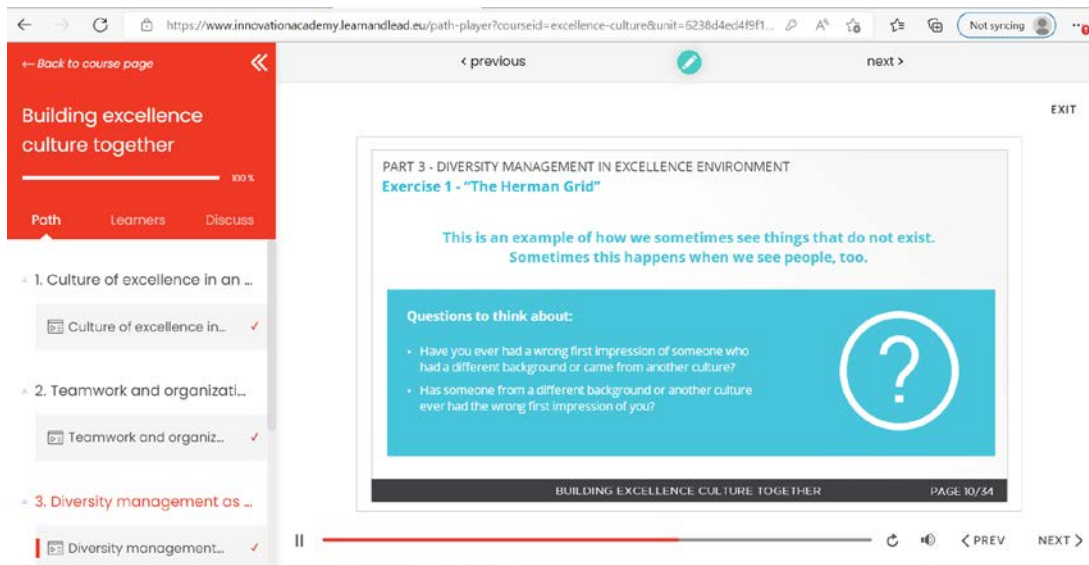 https://www.innovationacademy.learnandlead.eu/path-player?courseid=excellence-culture&unit=6238d4ed4f9f1...
Not syncing
← Back to course page
< previous
next >
EXIT
Building excellence
culture together
100 %
Path
Learners
Discuss
1. Culture of excellence in an ...
Culture of excellence in...
2. Teamwork and organizati...
Teamwork and organiz...
3. Diversity management as ...
Diversity management...
PART 3 - DIVERSITY MANAGEMENT IN EXCELLENCE ENVIRONMENT
Exercise 1 - "The Herman Grid"
This is an example of how we sometimes see things that do not exist.
Sometimes this happens when we see people, too.
Questions to think about:
• Have you ever had a wrong first impression of someone who
had a different background or came from another culture?
• Has someone from a different background or another culture
ever had the wrong first impression of you?
?
BUILDING EXCELLENCE CULTURE TOGETHER
PAGE 10/34
< PREV
NEXT >